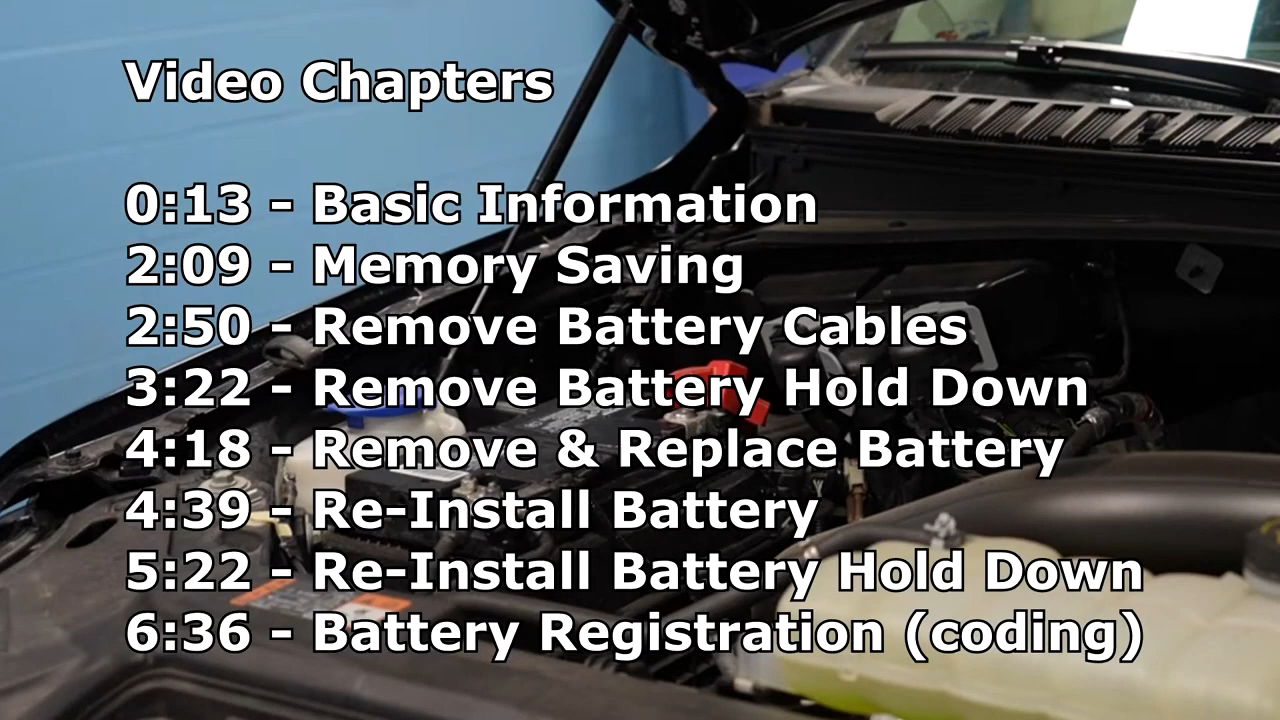 Video Chapters
0:13 - Basic Information
2:09 - Memory Saving
2:50 - Remove Battery Cables
3:22 - Remove Battery Hold Down
4:18 - Remove & Replace Battery
4:39 - Re-Install Battery
5:22 - Re-Install Battery Hold Down
6:36 - Battery Registration (coding)